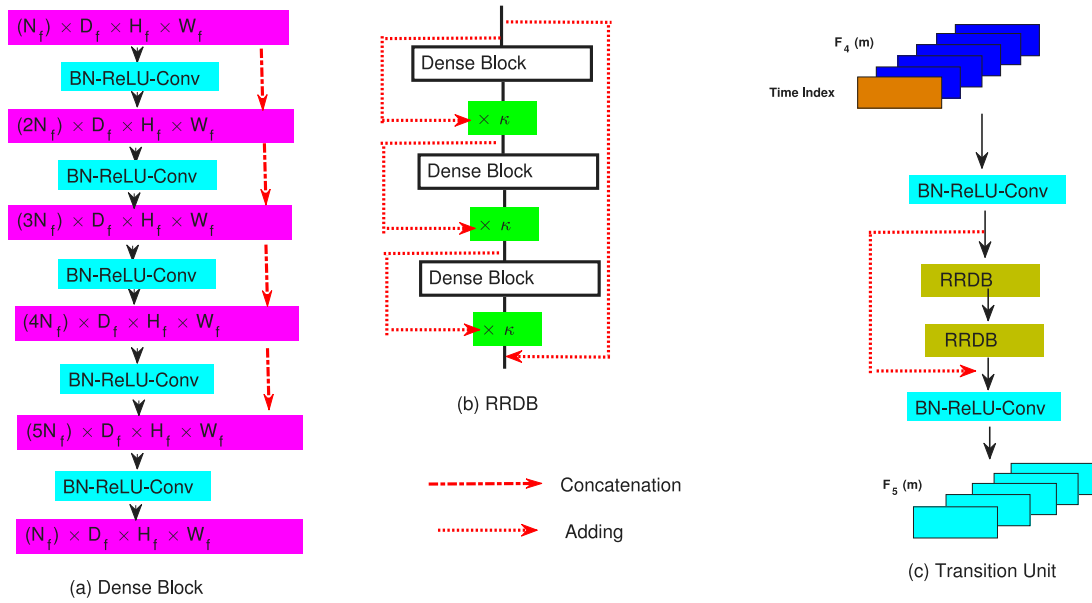 (N_f) × D_f × H_f × W_f
BN-ReLU-Conv
(2N_f) × D_f × H_f × W_f
BN-ReLU-Conv
(3N_f) × D_f × H_f × W_f
BN-ReLU-Conv
(4N_f) × D_f × H_f × W_f
BN-ReLU-Conv
(5N_f) × D_f × H_f × W_f
BN-ReLU-Conv
(N_f) × D_f × H_f × W_f
(a) Dense Block
Dense Block
× κ
Dense Block
× κ
Dense Block
× κ
(b) RRDB
Concatenation
Adding
F_4 (m)
Time Index
BN-ReLU-Conv
RRDB
RRDB
BN-ReLU-Conv
F_5 (m)
(c) Transition Unit